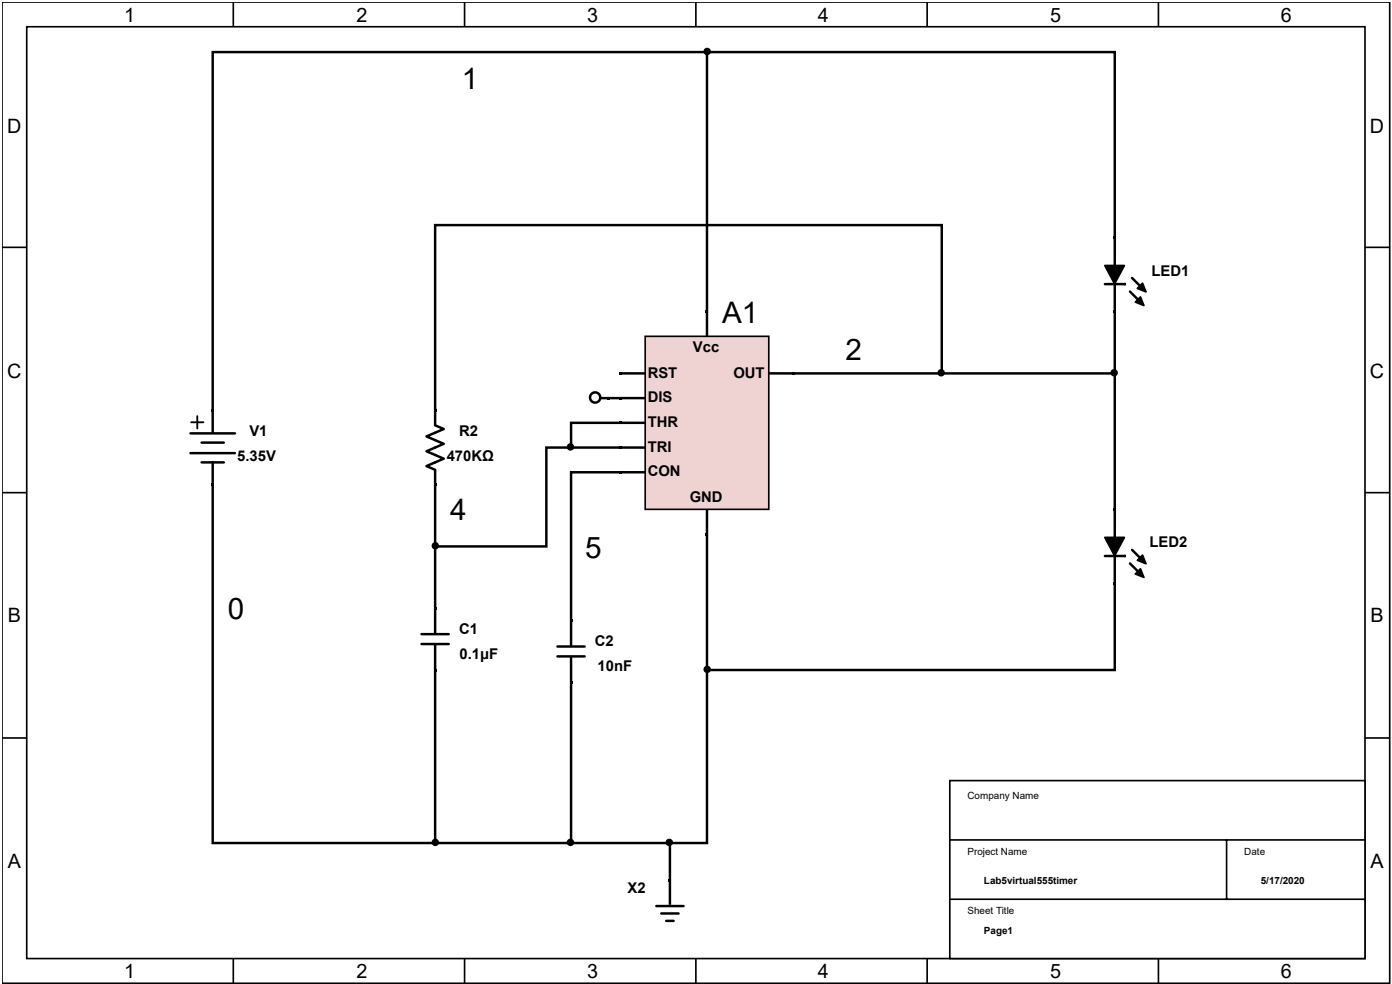 1 2 3 4 5 6
D D
1
LED1
A1
Vcc
2
C C
RST OUT
DIS
THR
+ V1
5.35V
R2
470KΩ
TRI
CON
GND
4
5
LED2
0
B B
C1
0.1µF
C2
10nF
Company Name
Project Name
Lab5virtual555timer
Date
5/17/2020
A A
X2
Sheet Title
Page1
1 2 3 4 5 6